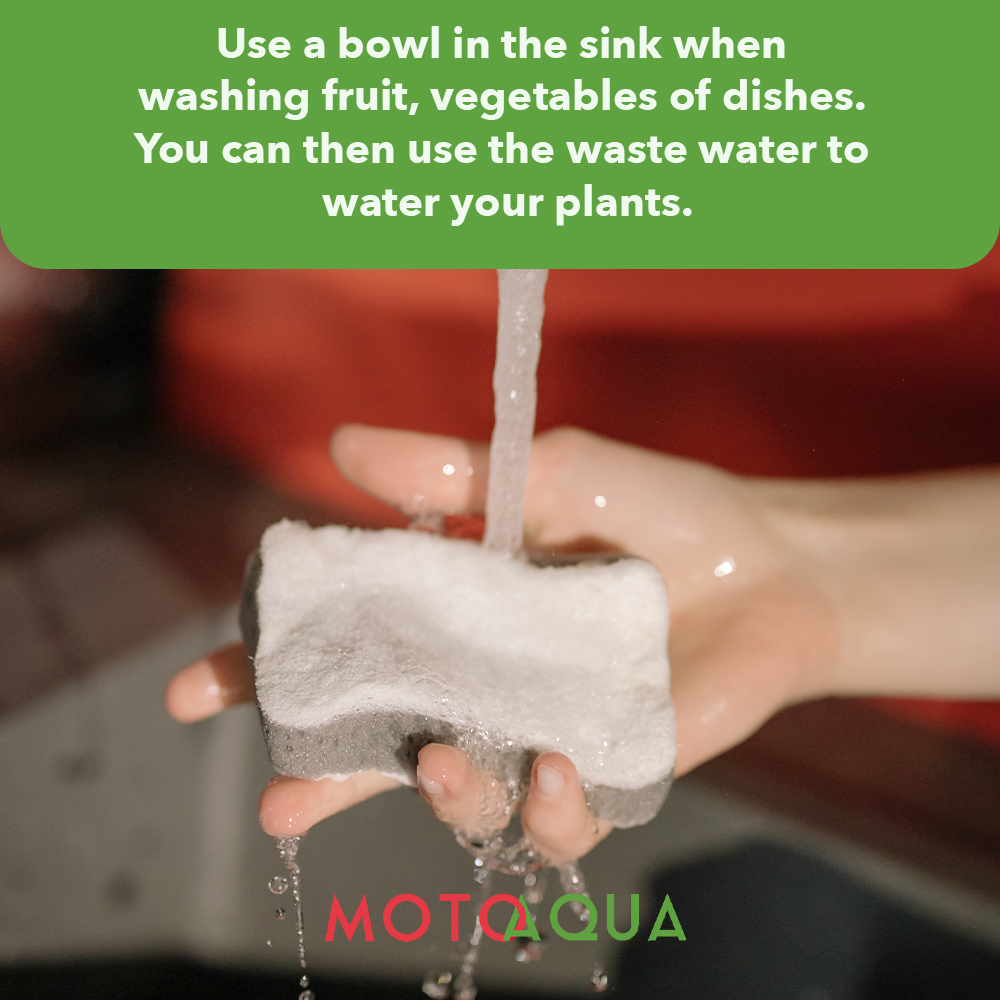 Use a bowl in the sink when
washing fruit, vegetables of dishes.
You can then use the waste water to
water your plants.
MOTOAQUA